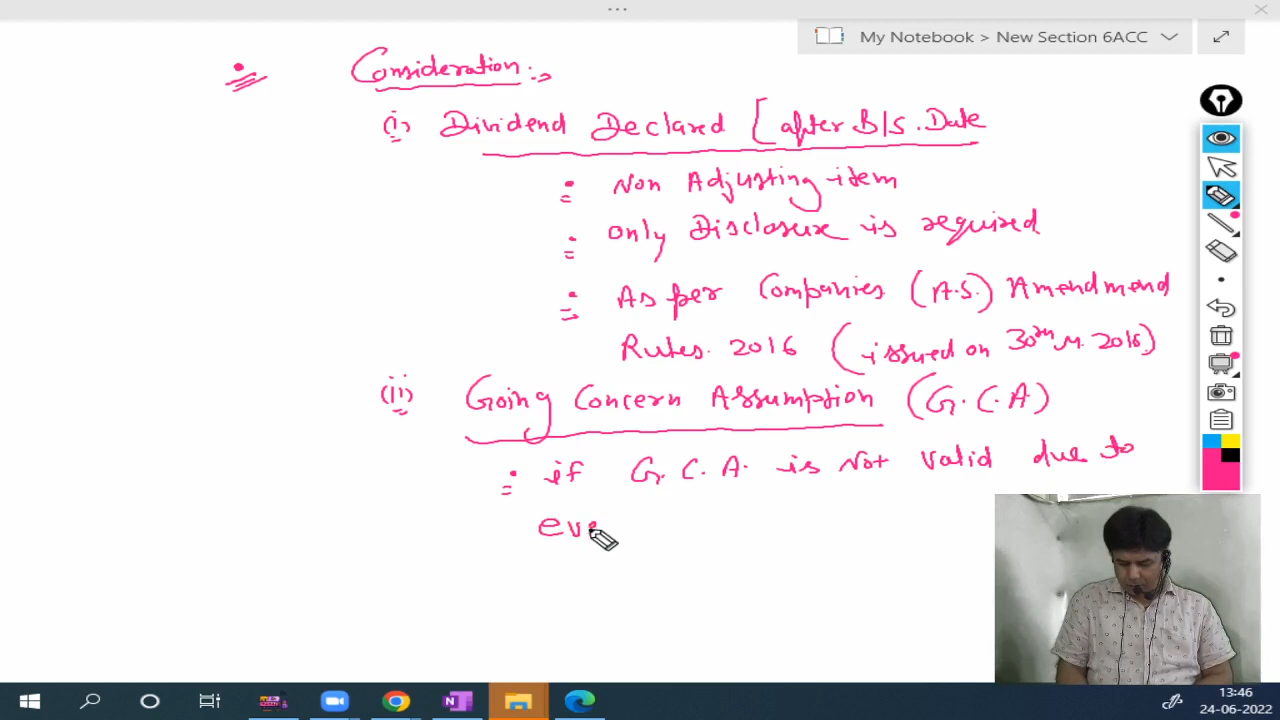 My Notebook > New Section 6ACC
Consideration :-
(i) Dividend Declared [after B/S. Date
Non Adjusting item
only Disclosure is required
As per Companies (A.S.) Amendmend
Rules. 2016 (issued on 30th M. 2016)
(ii) Going Concern Assumption (G.C.A)
if G.C.A. is Not valid due to
eve
13:46
24-06-2022